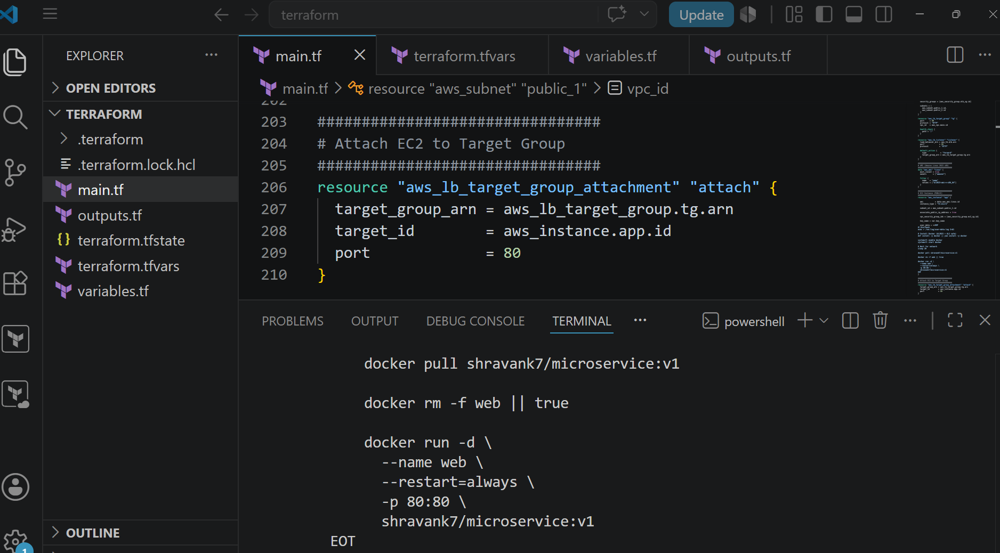 terraform
Update
EXPLORER
main.tf
terraform.tfvars
variables.tf
outputs.tf
OPEN EDITORS
main.tf > resource "aws_subnet" "public_1" > vpc_id
TERRAFORM
.terraform
.terraform.lock.hcl
main.tf
outputs.tf
{} terraform.tfstate
terraform.tfvars
variables.tf
202
203 ################################
204 # Attach EC2 to Target Group
205 ################################
206 resource "aws_lb_target_group_attachment" "attach" {
207 target_group_arn = aws_lb_target_group.tg.arn
208 target_id = aws_instance.app.id
209 port = 80
210 }
PROBLEMS
OUTPUT
DEBUG CONSOLE
TERMINAL
powershell
docker pull shravank7/microservice:v1
docker rm -f web || true
docker run -d \
--name web \
--restart=always \
-p 80:80 \
shravank7/microservice:v1
EOT
OUTLINE
1